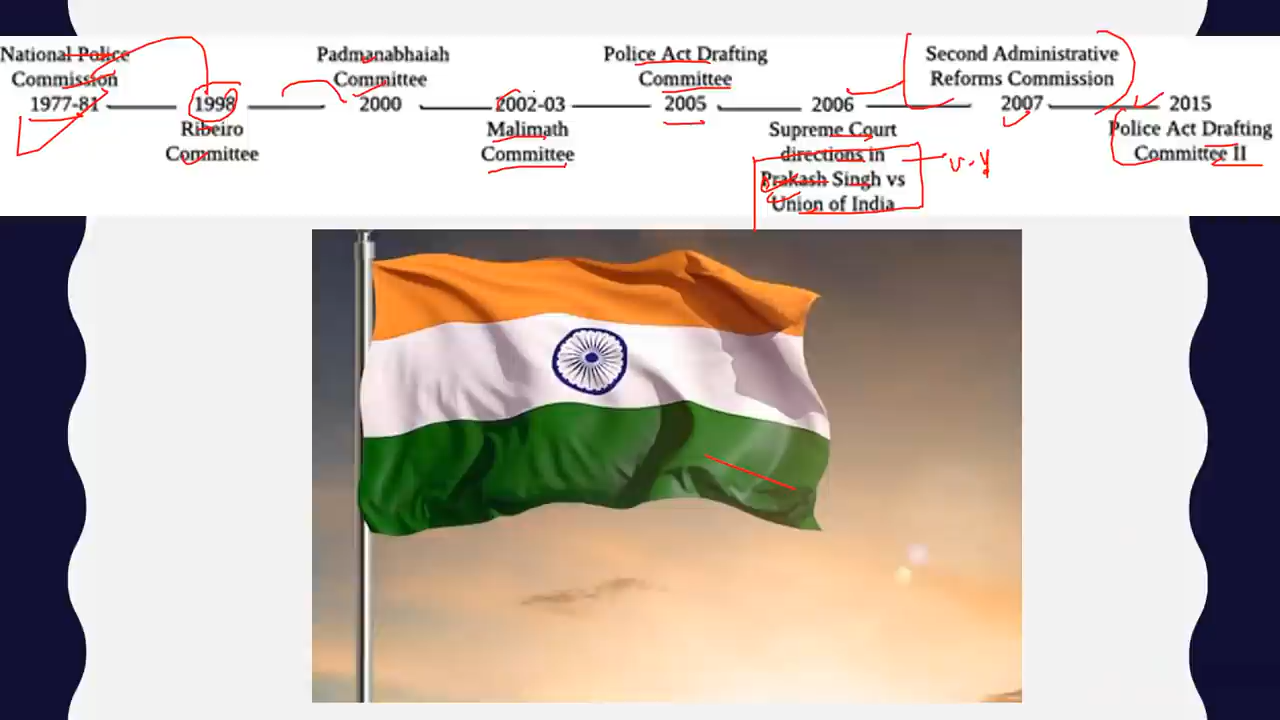 National Police
Commission
1977-81
1998
Ribeiro
Committee
Padmanabhaiah
Committee
2000
2002-03
Malimath
Committee
Police Act Drafting
Committee
2005
2006
Supreme Court
directions in
Prakash Singh vs
Union of India
v.y
Second Administrative
Reforms Commission
2007
2015
Police Act Drafting
Committee II